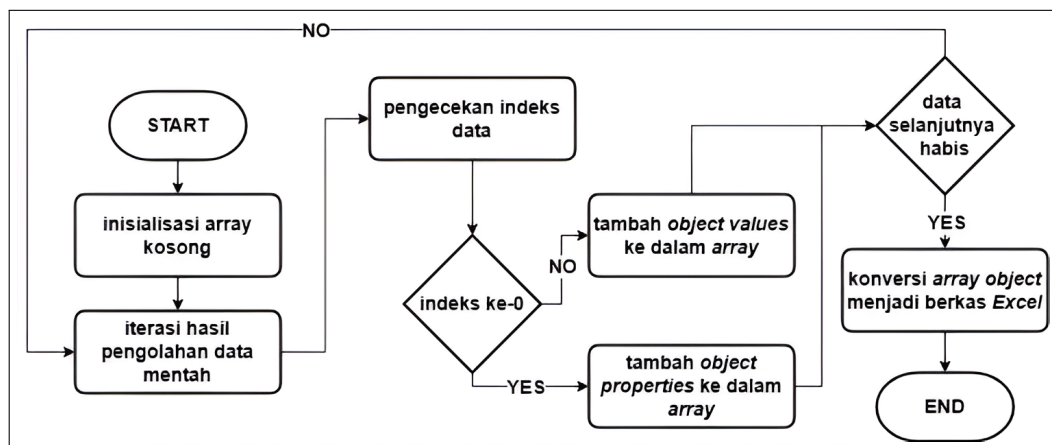 NO
START
inisialisasi array
kosong
iterasi hasil
pengolahan data
mentah
pengecekan indeks
data
indeks ke-0
NO
YES
tambah object values
ke dalam array
tambah object
properties ke dalam
array
data
selanjutnya
habis
YES
konversi array object
menjadi berkas Excel
END